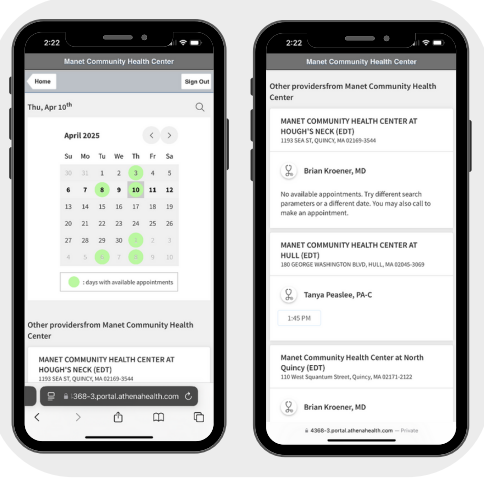 2:22
Manet Community Health Center
Home
Sign Out
Thu, Apr 10th
April 2025
Su Mo Tu We Th Fr Sa
30 31 1 2 3 4 5
6 7 8 9 10 11 12
13 14 15 16 17 18 19
20 21 22 23 24 25 26
27 28 29 30 1 2 3
4 5 6 7 8 9 10
: days with available appointments
Other providersfrom Manet Community Health
Center
MANET COMMUNITY HEALTH CENTER AT
HOUGH'S NECK (EDT)
1193 SEA ST, QUINCY, MA 02169-3544
4368-3.portal.athenahealth.com
2:22
Manet Community Health Center
Other providersfrom Manet Community Health
Center
MANET COMMUNITY HEALTH CENTER AT
HOUGH'S NECK (EDT)
1193 SEA ST, QUINCY, MA 02169-3544
Brian Kroener, MD
No available appointments. Try different search
parameters or a different date. You may also call to
make an appointment.
MANET COMMUNITY HEALTH CENTER AT
HULL (EDT)
180 GEORGE WASHINGTON BLVD, HULL, MA 02045-3069
Tanya Peaslee, PA-C
1:45 PM
Manet Community Health Center at North
Quincy (EDT)
110 West Squantum Street, Quincy, MA 02171-2122
Brian Kroener, MD
4368-3.portal.athenahealth.com — Private